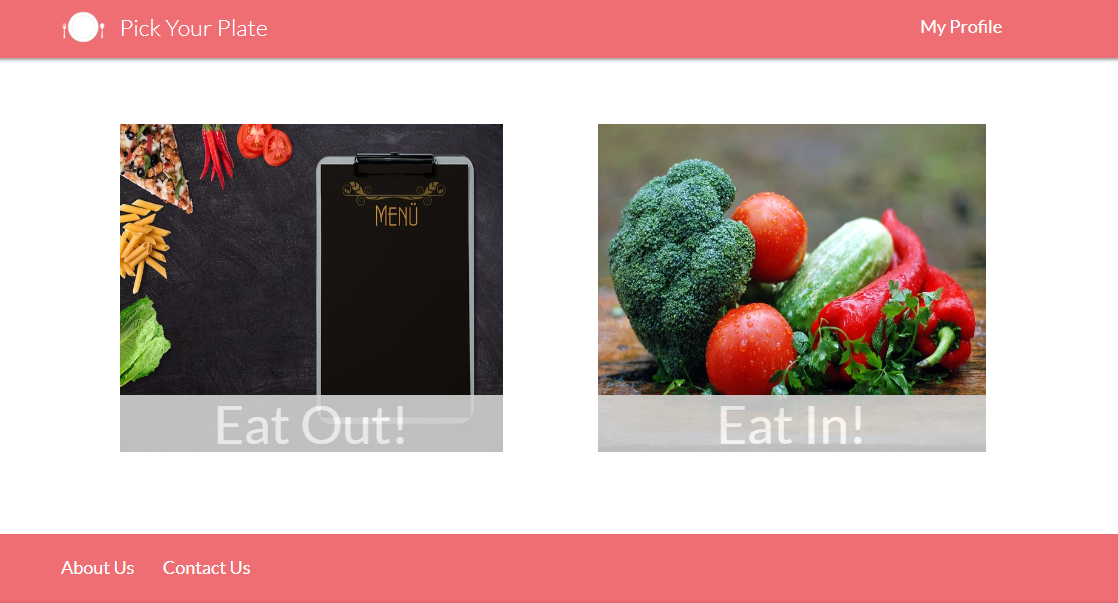 Pick Your Plate
My Profile
MENÜ
Eat Out!
Eat In!
About Us
Contact Us